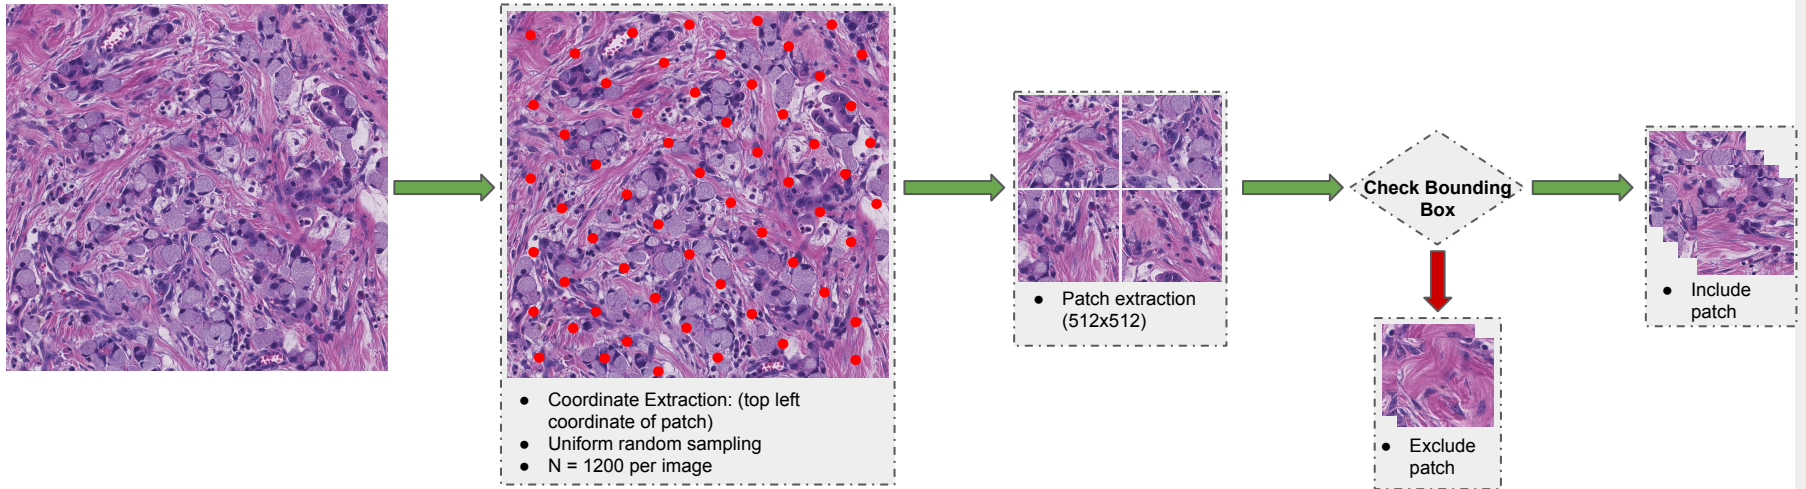 ● Coordinate Extraction: (top left
coordinate of patch)
● Uniform random sampling
● N = 1200 per image
● Patch extraction
(512x512)
Check Bounding
Box
● Exclude
patch
● Include
patch